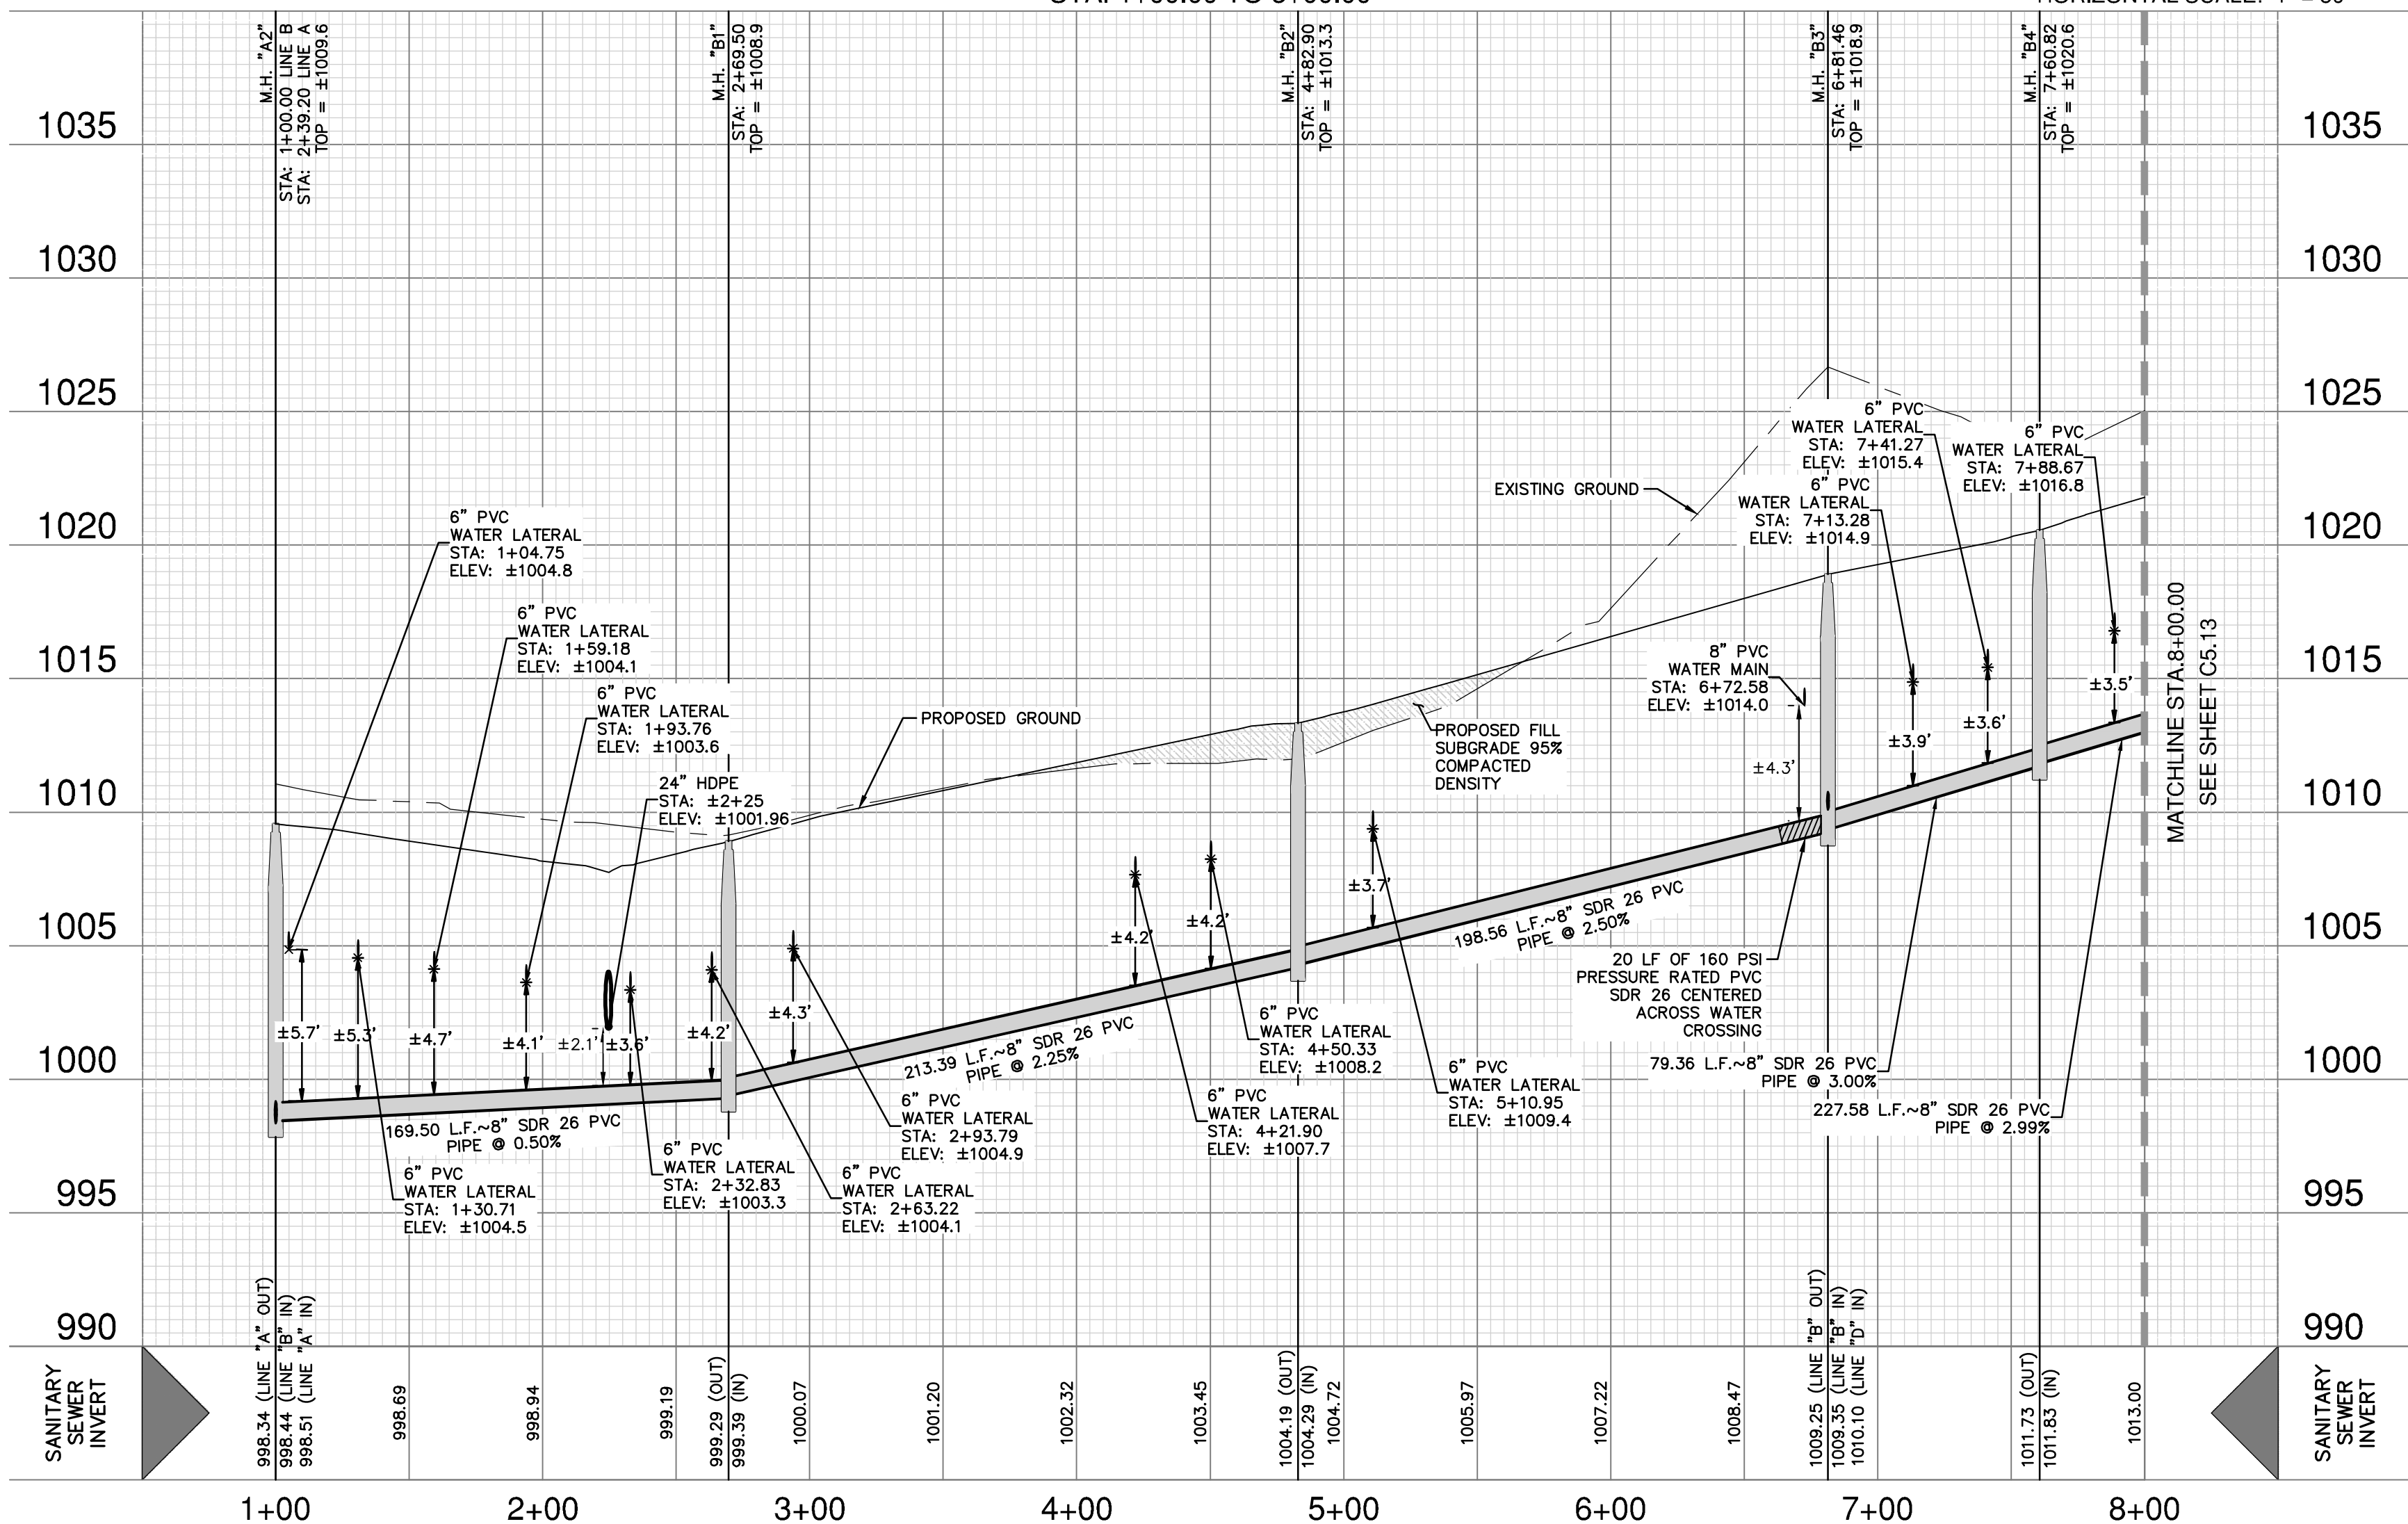 M.H. "A2"
STA: 1+00.00 LINE B
STA: 2+39.20 LINE A
TOP = ±1009.6
M.H. "B1"
STA: 2+69.50
TOP = ±1008.9
M.H. "B2"
STA: 4+82.90
TOP = ±1013.3
M.H. "B3"
STA: 6+81.46
TOP = ±1018.9
M.H. "B4"
STA: 7+60.82
TOP = ±1020.6
1035
1035
1030
1030
1025
1025
1020
1020
1015
1015
1010
1010
1005
1005
1000
1000
995
995
990
990
6" PVC
WATER LATERAL
STA: 1+04.75
ELEV: ±1004.8
6" PVC
WATER LATERAL
STA: 1+59.18
ELEV: ±1004.1
6" PVC
WATER LATERAL
STA: 1+93.76
ELEV: ±1003.6
24" HDPE
STA: ±2+25
ELEV: ±1001.96
PROPOSED GROUND
EXISTING GROUND
PROPOSED FILL
SUBGRADE 95%
COMPACTED
DENSITY
6" PVC
WATER LATERAL
STA: 7+41.27
ELEV: ±1015.4
6" PVC
WATER LATERAL
STA: 7+88.67
ELEV: ±1016.8
6" PVC
WATER LATERAL
STA: 7+13.28
ELEV: ±1014.9
8" PVC
WATER MAIN
STA: 6+72.58
ELEV: ±1014.0
MATCHLINE STA.8+00.00
SEE SHEET C5.13
±5.7'
±5.3'
±4.7'
±4.1'
±2.1'
±3.6'
±4.2'
±4.3'
±4.2'
±4.2'
±3.7'
±4.3'
±3.9'
±3.6'
±3.5'
169.50 L.F.~8" SDR 26 PVC
PIPE @ 0.50%
213.39 L.F.~8" SDR 26 PVC
PIPE @ 2.25%
198.56 L.F.~8" SDR 26 PVC
PIPE @ 2.50%
20 LF OF 160 PSI
PRESSURE RATED PVC
SDR 26 CENTERED
ACROSS WATER
CROSSING
79.36 L.F.~8" SDR 26 PVC
PIPE @ 3.00%
227.58 L.F.~8" SDR 26 PVC
PIPE @ 2.99%
6" PVC
WATER LATERAL
STA: 1+30.71
ELEV: ±1004.5
6" PVC
WATER LATERAL
STA: 2+32.83
ELEV: ±1003.3
6" PVC
WATER LATERAL
STA: 2+63.22
ELEV: ±1004.1
6" PVC
WATER LATERAL
STA: 2+93.79
ELEV: ±1004.9
6" PVC
WATER LATERAL
STA: 4+21.90
ELEV: ±1007.7
6" PVC
WATER LATERAL
STA: 4+50.33
ELEV: ±1008.2
6" PVC
WATER LATERAL
STA: 5+10.95
ELEV: ±1009.4
SANITARY
SEWER
INVERT
998.34 (LINE "A" OUT)
998.44 (LINE "B" IN)
998.51 (LINE "A" IN)
998.69
998.94
999.19
999.29 (OUT)
999.39 (IN)
1000.07
1001.20
1002.32
1003.45
1004.19 (OUT)
1004.29 (IN)
1004.72
1005.97
1007.22
1008.47
1009.25 (LINE "B" OUT)
1009.35 (LINE "B" IN)
1010.10 (LINE "D" IN)
1011.73 (OUT)
1011.83 (IN)
1013.00
SANITARY
SEWER
INVERT
1+00
2+00
3+00
4+00
5+00
6+00
7+00
8+00